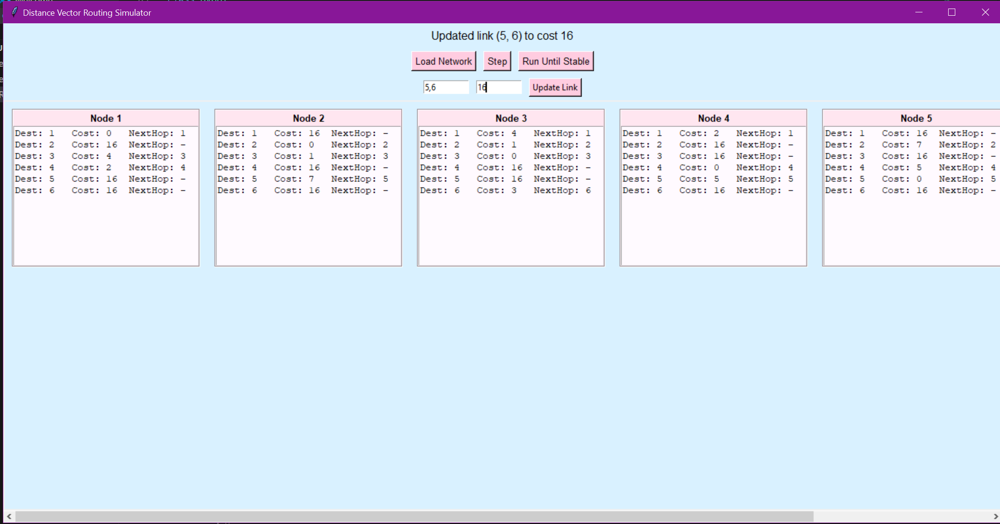 Distance Vector Routing Simulator
Updated link (5, 6) to cost 16
Load Network Step Run Until Stable
5,6 16 Update Link
Node 1
Dest: 1 Cost: 0 NextHop: 1
Dest: 2 Cost: 16 NextHop: -
Dest: 3 Cost: 4 NextHop: 3
Dest: 4 Cost: 2 NextHop: 4
Dest: 5 Cost: 16 NextHop: -
Dest: 6 Cost: 16 NextHop: -
Node 2
Dest: 1 Cost: 16 NextHop: -
Dest: 2 Cost: 0 NextHop: 2
Dest: 3 Cost: 1 NextHop: 3
Dest: 4 Cost: 16 NextHop: -
Dest: 5 Cost: 7 NextHop: 5
Dest: 6 Cost: 16 NextHop: -
Node 3
Dest: 1 Cost: 4 NextHop: 1
Dest: 2 Cost: 1 NextHop: 2
Dest: 3 Cost: 0 NextHop: 3
Dest: 4 Cost: 16 NextHop: -
Dest: 5 Cost: 16 NextHop: -
Dest: 6 Cost: 3 NextHop: 6
Node 4
Dest: 1 Cost: 2 NextHop: 1
Dest: 2 Cost: 16 NextHop: -
Dest: 3 Cost: 16 NextHop: -
Dest: 4 Cost: 0 NextHop: 4
Dest: 5 Cost: 5 NextHop: 5
Dest: 6 Cost: 16 NextHop: -
Node 5
Dest: 1 Cost: 16 NextHop: -
Dest: 2 Cost: 7 NextHop: 2
Dest: 3 Cost: 16 NextHop: -
Dest: 4 Cost: 5 NextHop: 4
Dest: 5 Cost: 0 NextHop: 5
Dest: 6 Cost: 16 NextHop: -